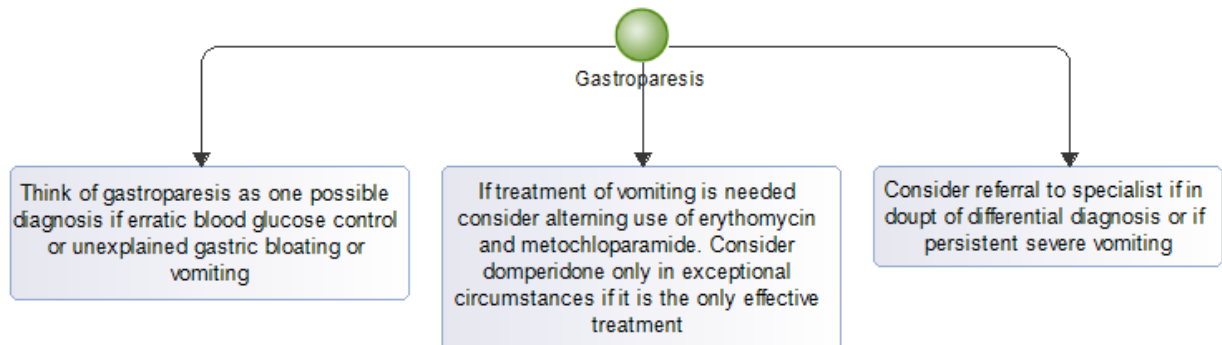 Gastroparesis
Think of gastroparesis as one possible
diagnosis if erratic blood glucose control
or unexplained gastric bloating or
vomiting
If treatment of vomiting is needed
consider alterning use of erythomycin
and metochloparamide. Consider
domperidone only in exceptional
circumstances if it is the only effective
treatment
Consider referral to specialist if in
doupt of differential diagnosis or if
persistent severe vomiting